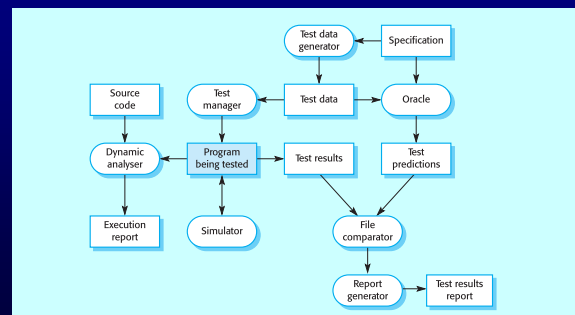 Test data
generator
Specification
Source
code
Test
manager
Test data
Oracle
Dynamic
analyser
Program
being tested
Test results
Test
predictions
Execution
report
Simulator
File
comparator
Report
generator
Test results
report